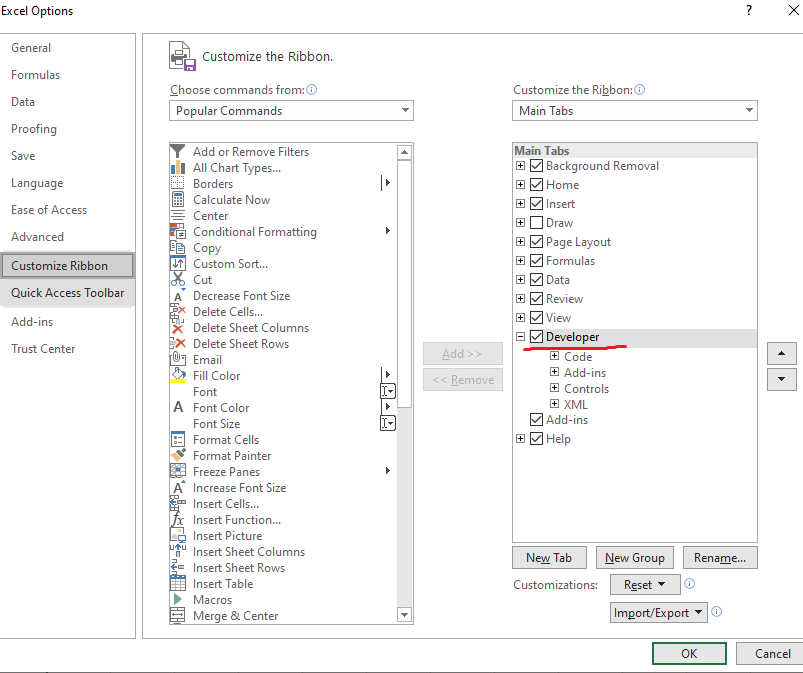 Excel Options
?
General
Formulas
Data
Proofing
Save
Language
Ease of Access
Advanced
Customize Ribbon
Quick Access Toolbar
Add-ins
Trust Center
Customize the Ribbon.
Choose commands from:
Popular Commands
Add or Remove Filters
All Chart Types...
Borders
Calculate Now
Center
Conditional Formatting
Copy
Custom Sort...
Cut
Decrease Font Size
Delete Cells...
Delete Sheet Columns
Delete Sheet Rows
Email
Fill Color
Font
Font Color
Font Size
Format Cells
Format Painter
Freeze Panes
Increase Font Size
Insert Cells...
Insert Function...
Insert Picture
Insert Sheet Columns
Insert Sheet Rows
Insert Table
Macros
Merge & Center
Add >>
<< Remove
Customize the Ribbon:
Main Tabs
Main Tabs
Background Removal
Home
Insert
Draw
Page Layout
Formulas
Data
Review
View
Developer
Code
Add-ins
Controls
XML
Add-ins
Help
New Tab
New Group
Rename...
Customizations:
Reset
Import/Export
OK
Cancel